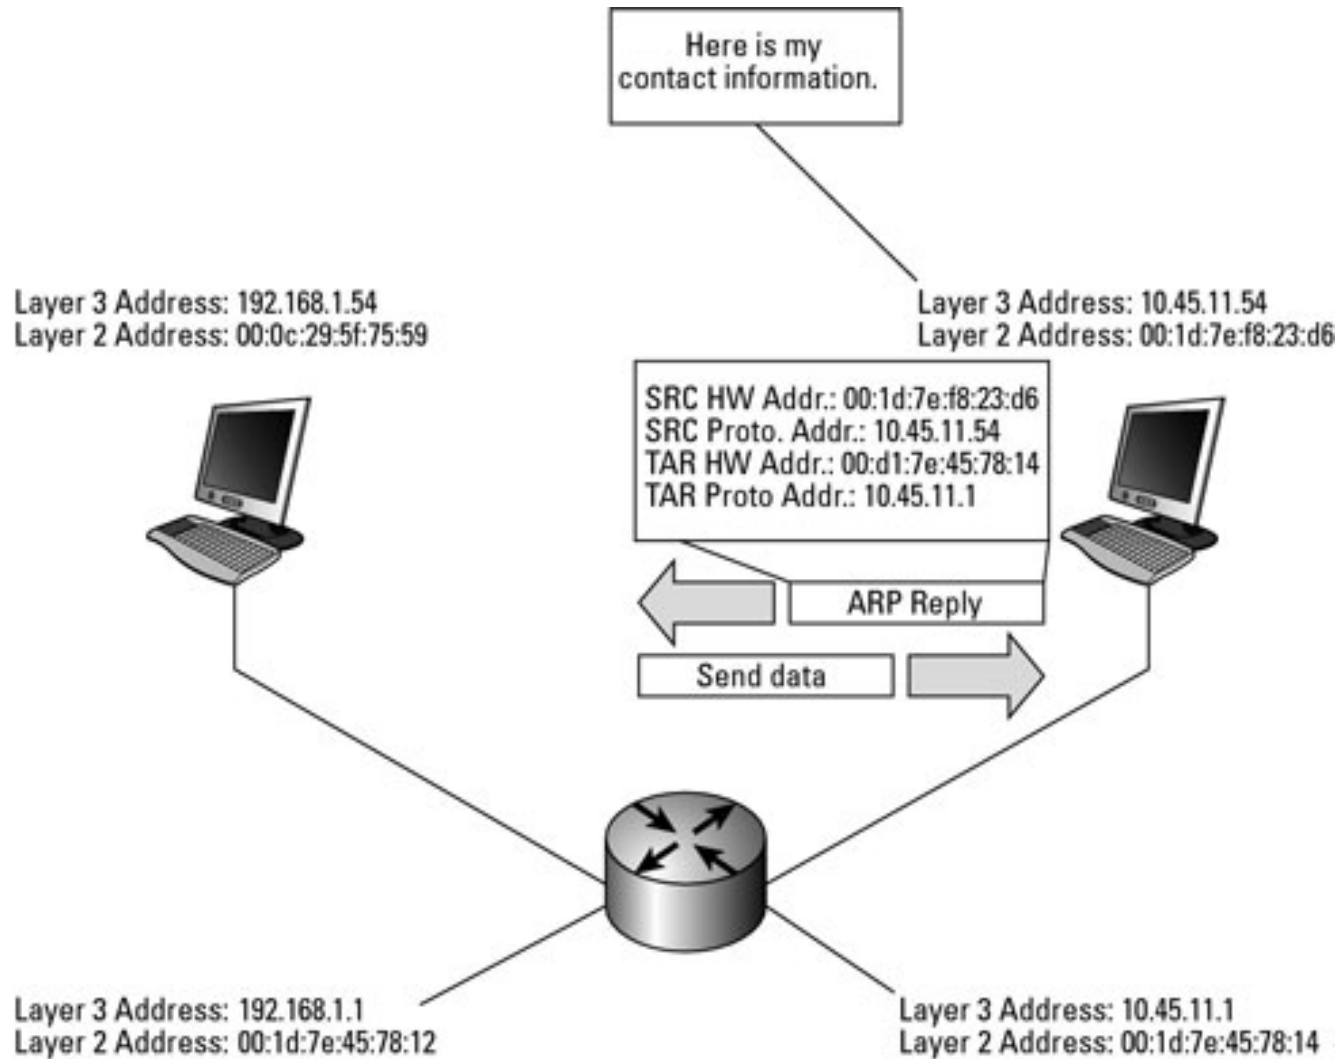 Here is my
contact information.
Layer 3 Address: 192.168.1.54
Layer 2 Address: 00:0c:29:5f:75:59
Layer 3 Address: 10.45.11.54
Layer 2 Address: 00:1d:7e:f8:23:d6
SRC HW Addr.: 00:1d:7e:f8:23:d6
SRC Proto. Addr.: 10.45.11.54
TAR HW Addr.: 00:d1:7e:45:78:14
TAR Proto Addr.: 10.45.11.1
ARP Reply
Send data
Layer 3 Address: 192.168.1.1
Layer 2 Address: 00:1d:7e:45:78:12
Layer 3 Address: 10.45.11.1
Layer 2 Address: 00:1d:7e:45:78:14